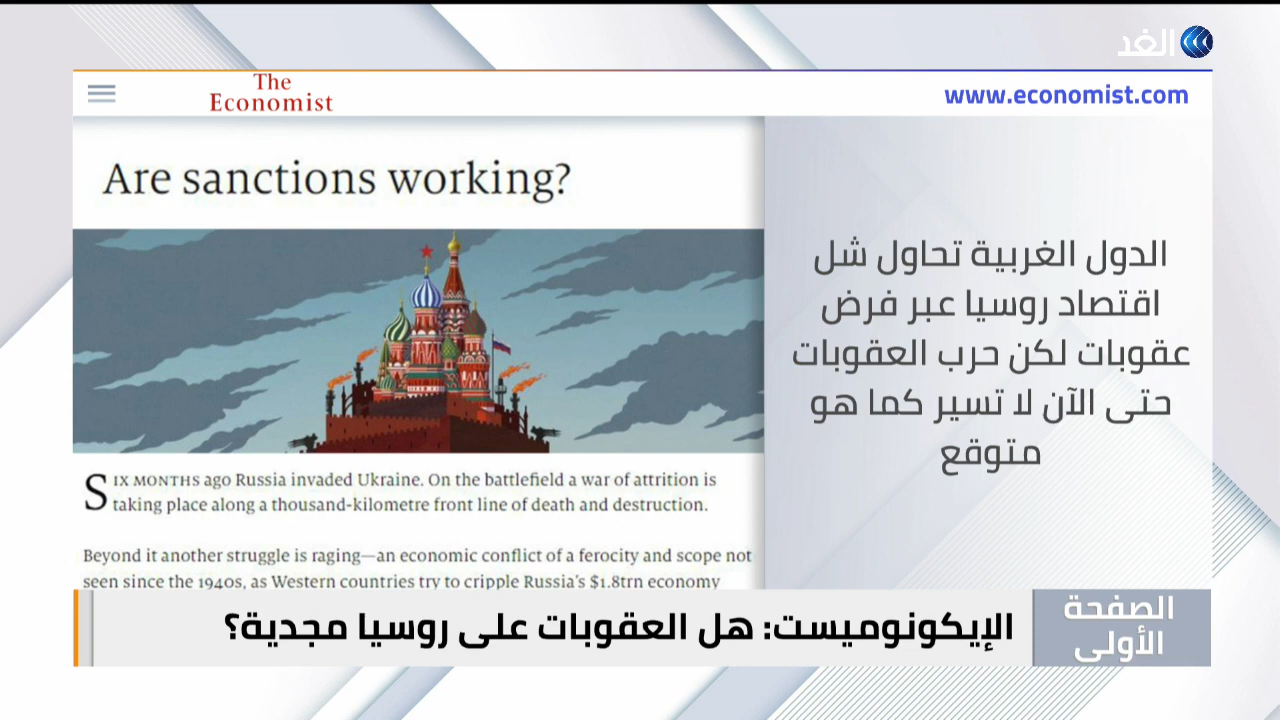 الغد
The
Economist
www.economist.com
Are sanctions working?
الدول الغربية تحاول شل
اقتصاد روسيا عبر فرض
عقوبات لكن حرب العقوبات
حتى الآن لا تسير كما هو
متوقع
SIX MONTHS ago Russia invaded Ukraine. On the battlefield a war of attrition is
taking place along a thousand-kilometre front line of death and destruction.
Beyond it another struggle is raging—an economic conflict of a ferocity and scope not
seen since the 1940s, as Western countries try to cripple Russia's $1.8trn economy
الصفحة
الأولى
الإيكونوميست: هل العقوبات على روسيا مجدية؟